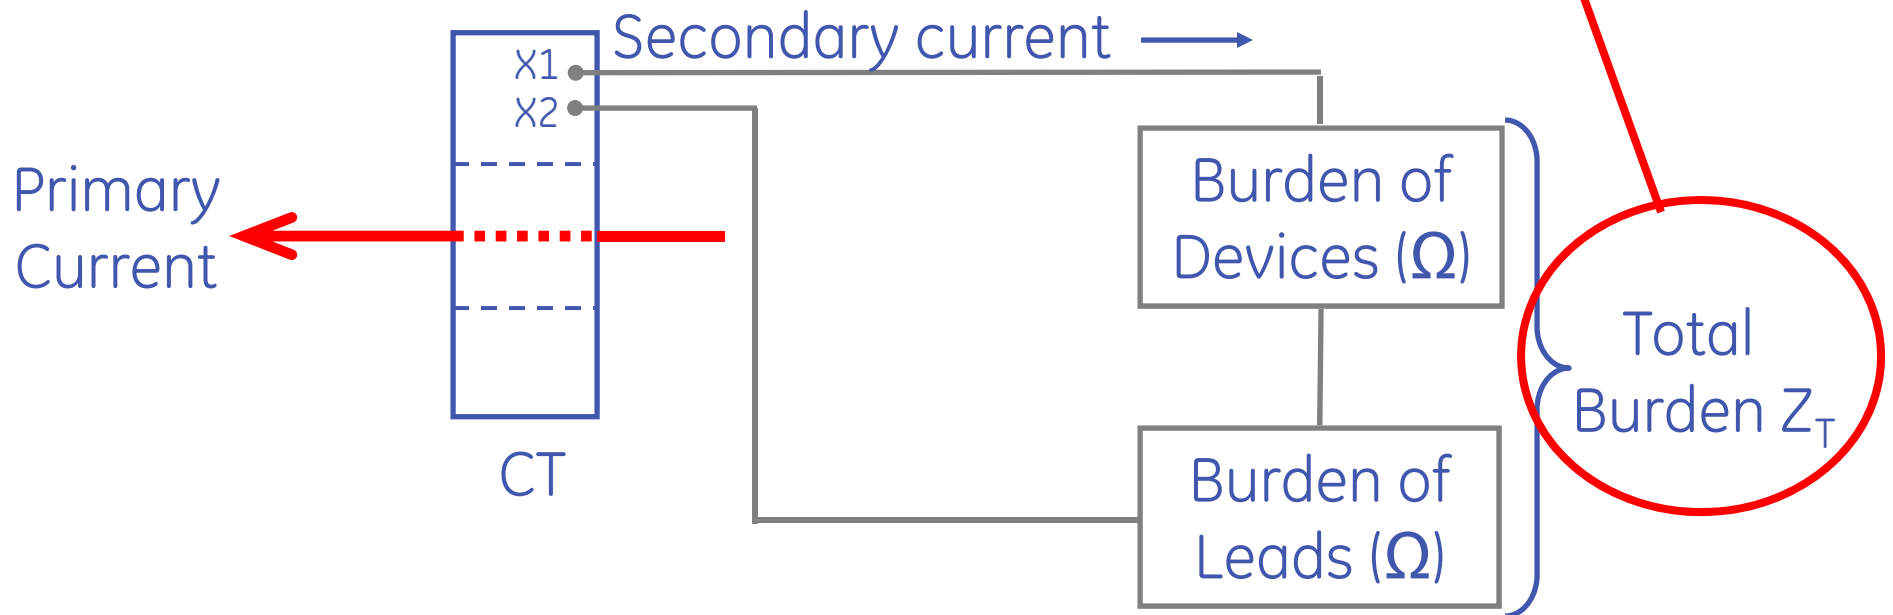 Secondary current
X1
X2
Primary
Current
CT
Burden of
Devices (Ω)
Burden of
Leads (Ω)
Total
Burden Z_T